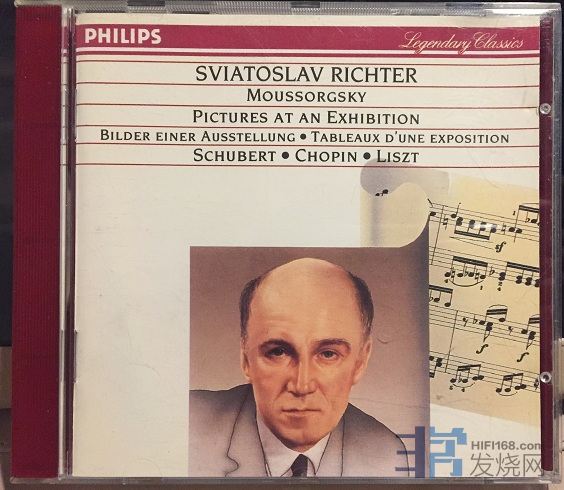 PHILIPS
Legendary Classics
SVIATOSLAV RICHTER
MOUSSORGSKY
PICTURES AT AN EXHIBITION
BILDER EINER AUSSTELLUNG • TABLEAUX D'UNE EXPOSITION
SCHUBERT • CHOPIN • LISZT
sf
HIFI168.com
发烧网